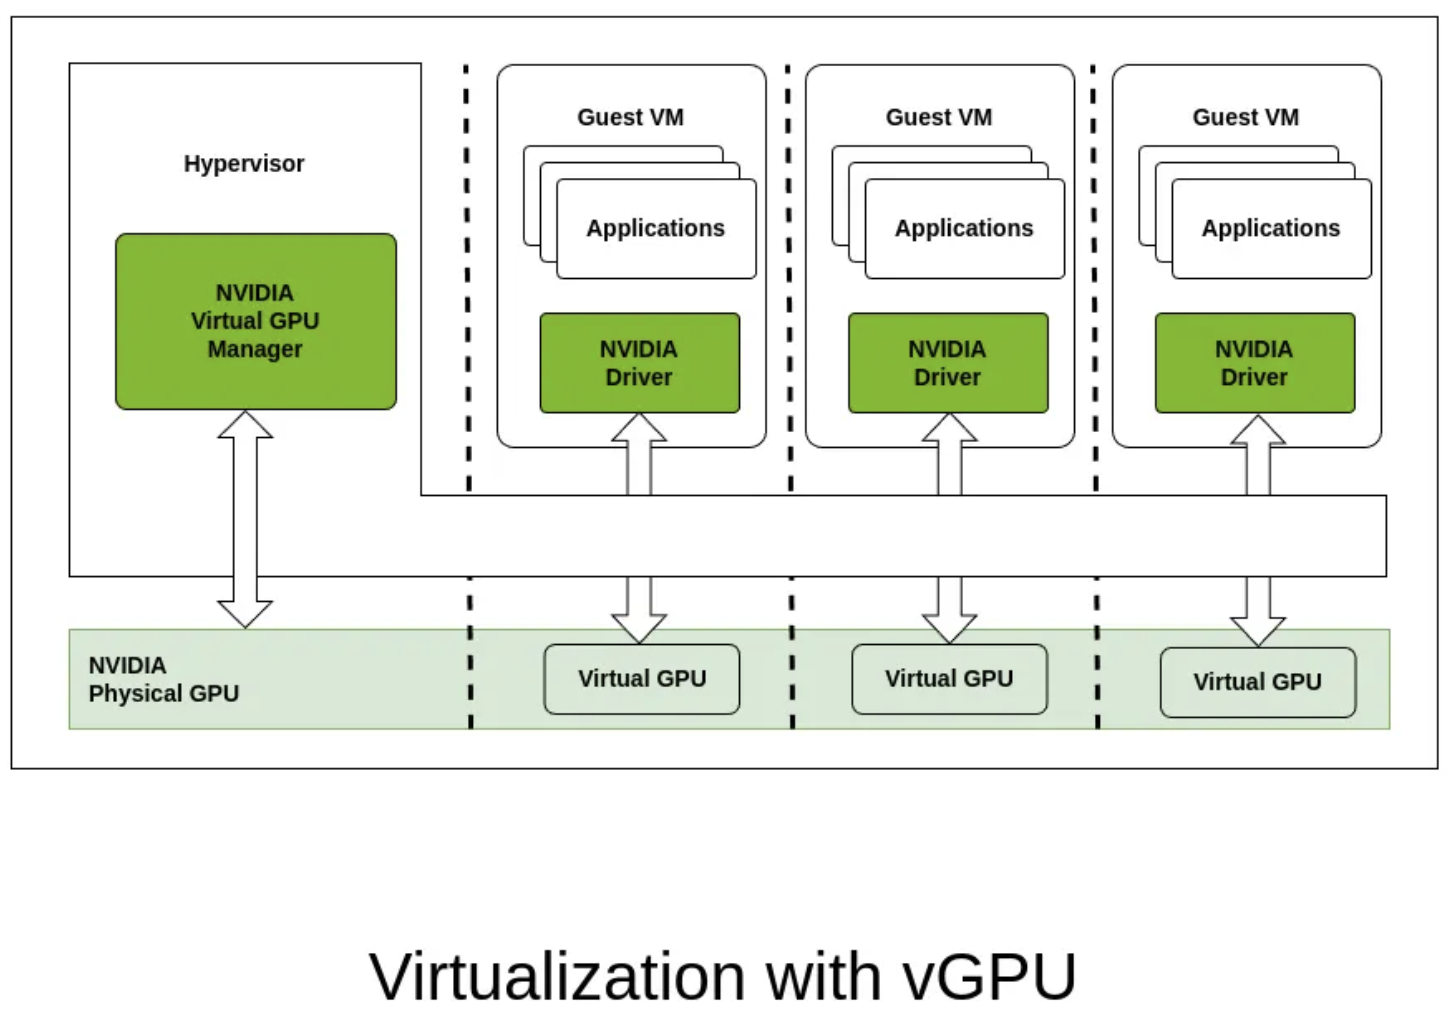 Hypervisor
NVIDIA
Virtual GPU
Manager
Guest VM
Applications
NVIDIA
Driver
Guest VM
Applications
NVIDIA
Driver
Guest VM
Applications
NVIDIA
Driver
NVIDIA
Physical GPU
Virtual GPU
Virtual GPU
Virtual GPU
Virtualization with vGPU